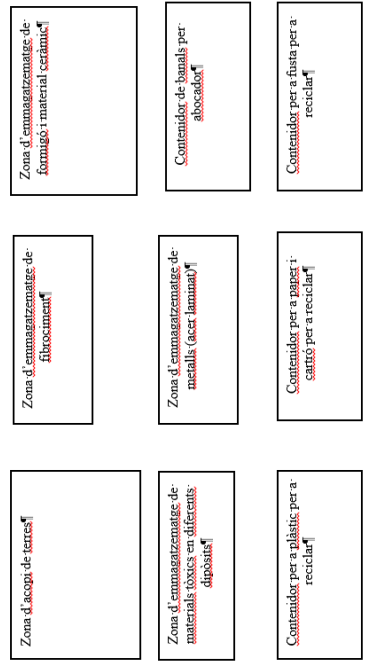 Zona d'emmagatzematge de
formigó i material ceràmic
Contenidor de banals per
abocador
Contenidor per a fusta per a
reciclar
Zona d'emmagatzematge de
fibrociment
Zona d'emmagatzematge de
metalls (acer laminat)
Contenidor per a paper i
cartró per a reciclar
Zona d'acopi de terres
Zona d'emmagatzematge de
materials tòxics en diferents
dipòsits
Contenidor per a plàstic per a
reciclar